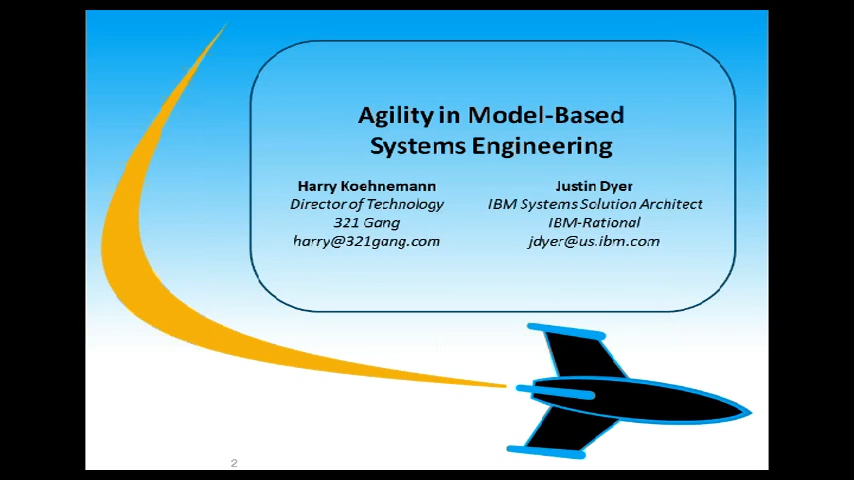 Agility in Model-Based
Systems Engineering
Harry Koehnemann
Director of Technology
321 Gang
harry@321gang.com
Justin Dyer
IBM Systems Solution Architect
IBM-Rational
jdyer@us.ibm.com
2